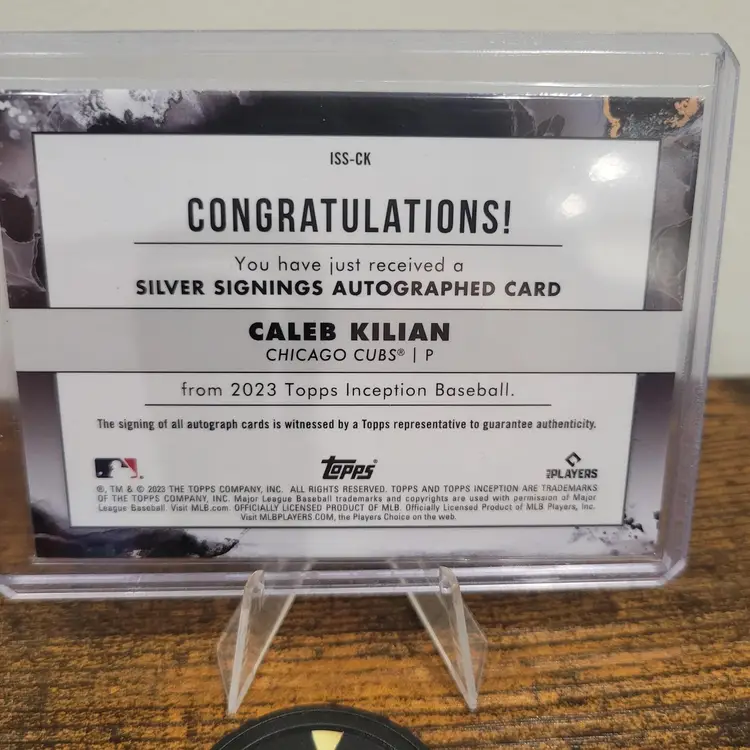 ISS-CK
CONGRATULATIONS!
You have just received a
SILVER SIGNINGS AUTOGRAPHED CARD
CALEB KILIAN
CHICAGO CUBS® | P
from 2023 Topps Inception Baseball.
The signing of all autograph cards is witnessed by a Topps representative to guarantee authenticity.
Topps
MLB PLAYERS
®, TM & © 2023 THE TOPPS COMPANY, INC. ALL RIGHTS RESERVED. TOPPS AND TOPPS INCEPTION ARE TRADEMARKS
OF THE TOPPS COMPANY, INC. Major League Baseball trademarks and copyrights are used with permission of Major
League Baseball. Visit MLB.com. OFFICIALLY LICENSED PRODUCT OF MLB. Officially Licensed Product of MLB Players, Inc.
Visit MLBPLAYERS.COM, the Players Choice on the web.